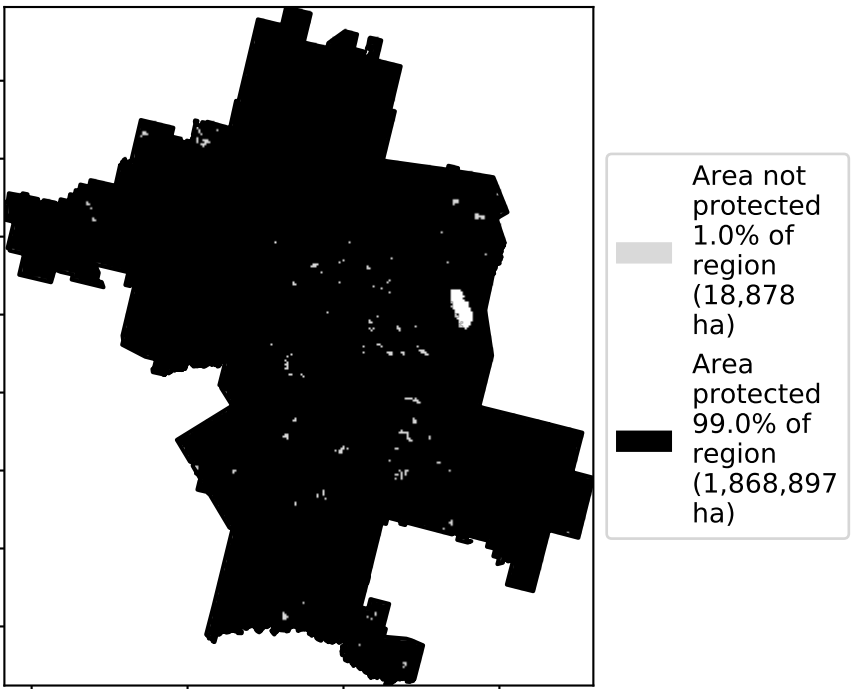 Area not
protected
1.0% of
region
(18,878
ha)
Area
protected
99.0% of
region
(1,868,897
ha)